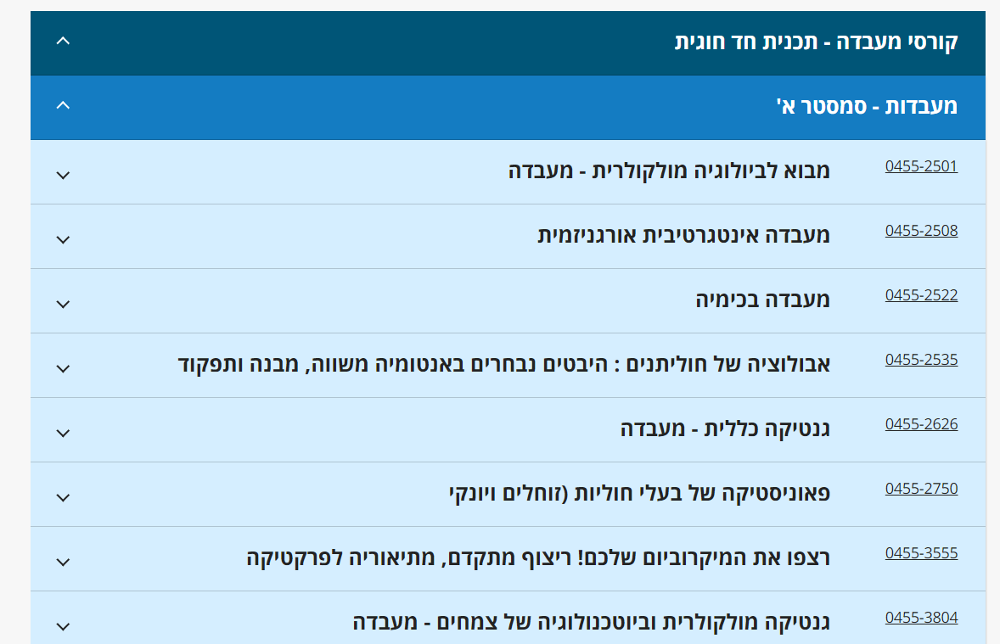 קורסי מעבדה - תכנית חד חוגית
מעבדות - סמסטר א'
0455-2501 מבוא לביולוגיה מולקולרית - מעבדה
0455-2508 מעבדה אינטגרטיבית אורגניזמית
0455-2522 מעבדה בכימיה
0455-2535 אבולוציה של חוליתנים : היבטים נבחרים באנטומיה משווה, מבנה ותפקוד
0455-2626 גנטיקה כללית - מעבדה
0455-2750 פאוניסטיקה של בעלי חוליות (זוחלים ויונקי
0455-3555 רצפו את המיקרוביום שלכם! ריצוף מתקדם, מתיאוריה לפרקטיקה
0455-3804 גנטיקה מולקולרית וביוטכנולוגיה של צמחים - מעבדה